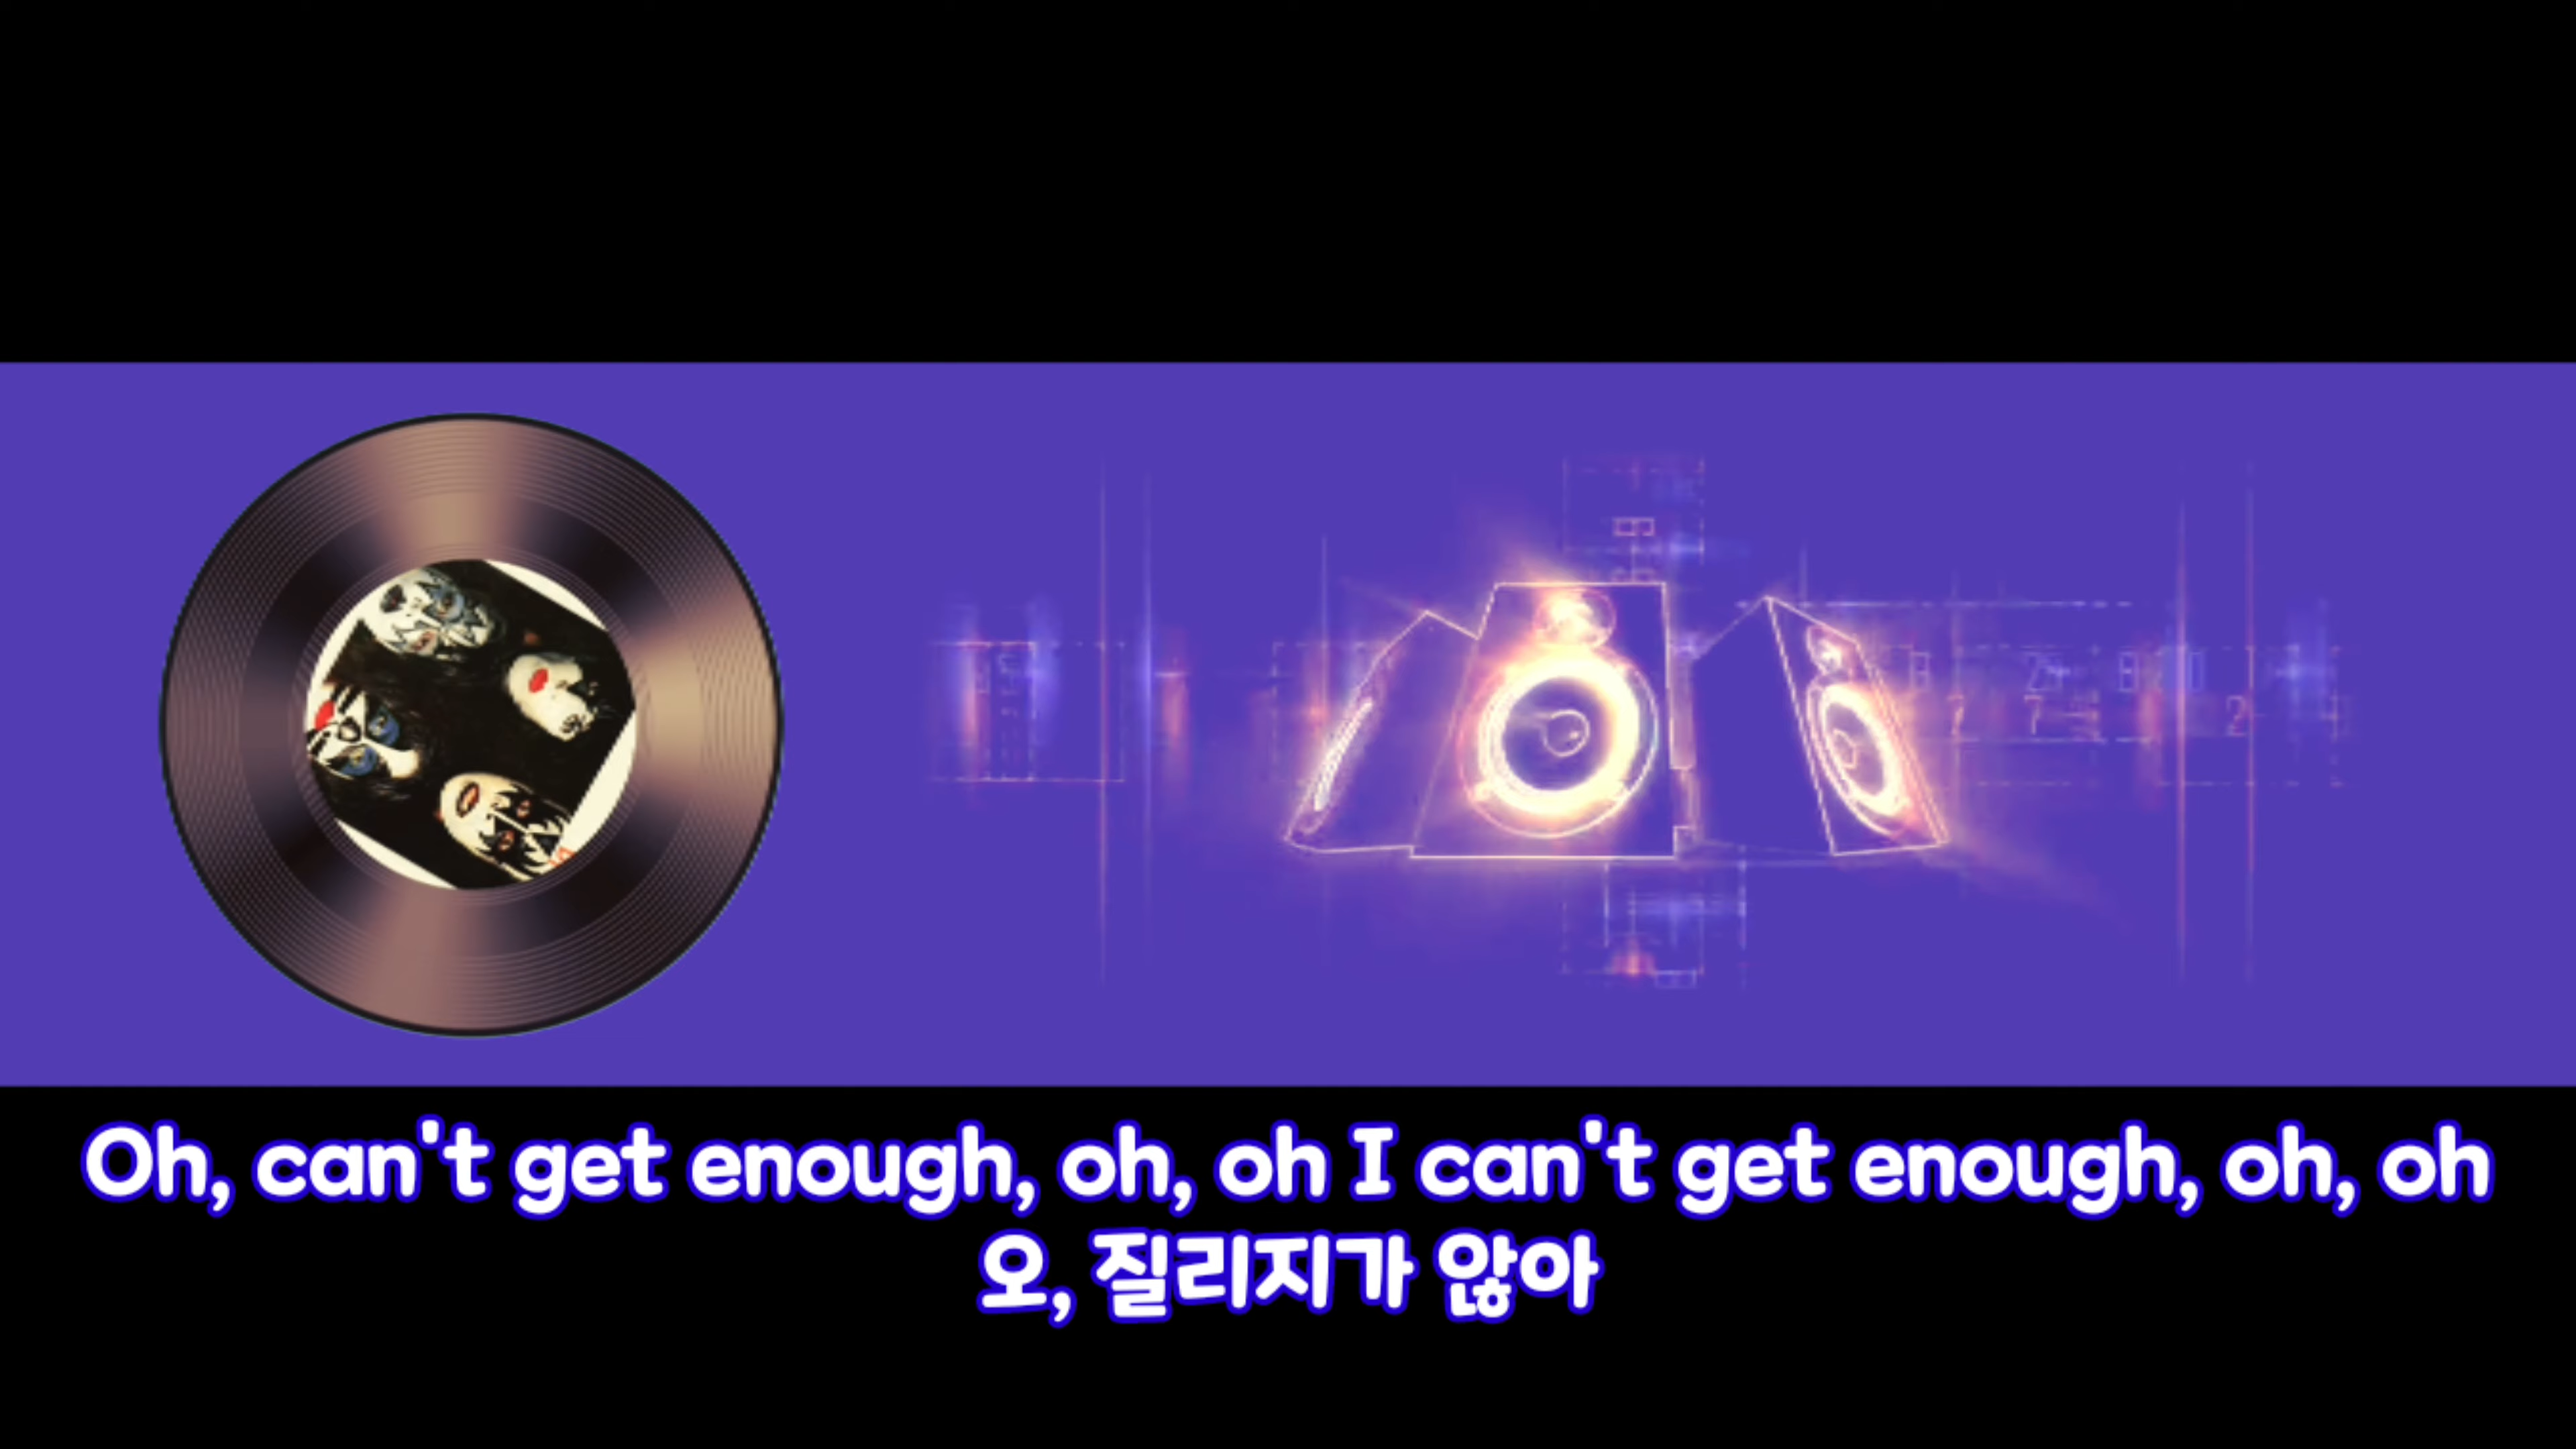 Oh, can't get enough, oh, oh I can't get enough, oh, oh
오, 질리지가 않아